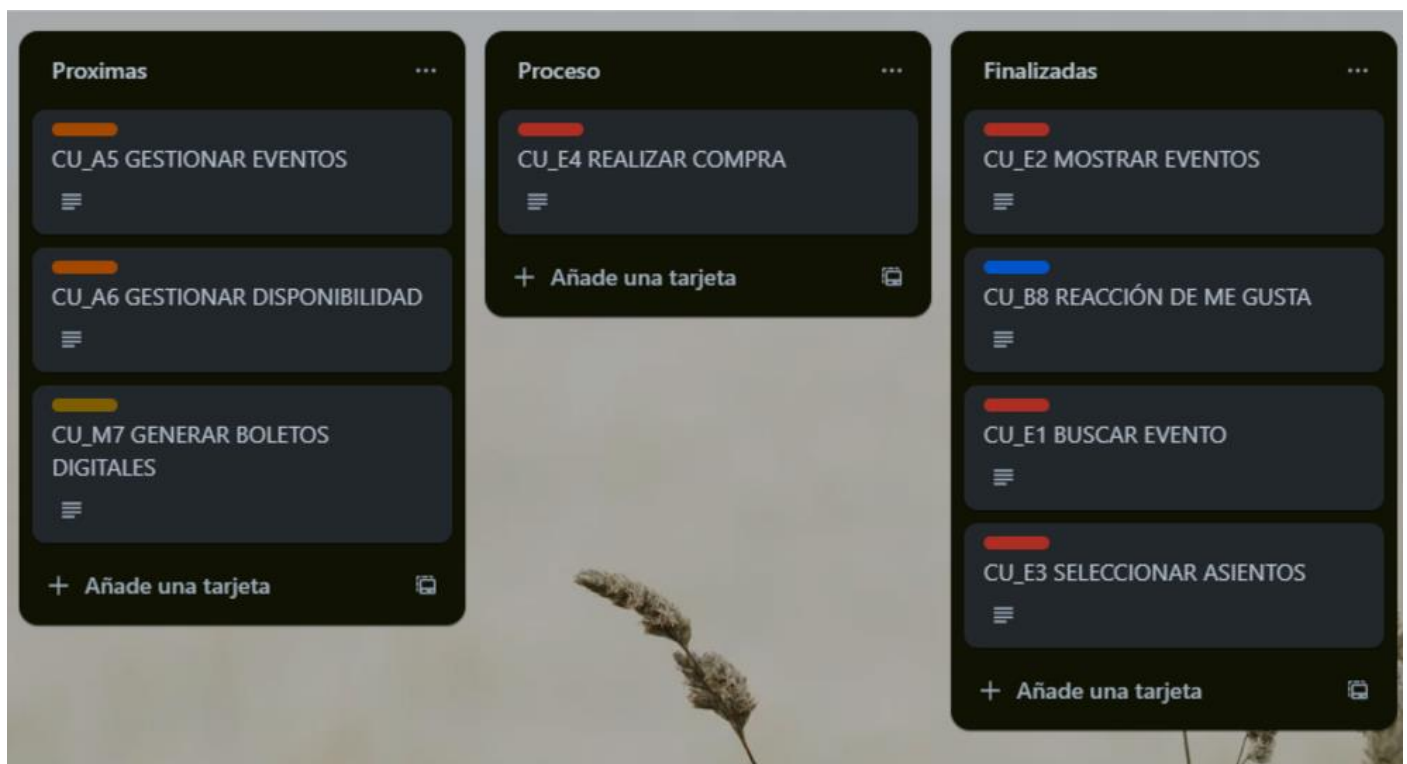 Proximas
CU_A5 GESTIONAR EVENTOS
CU_A6 GESTIONAR DISPONIBILIDAD
CU_M7 GENERAR BOLETOS
DIGITALES
+ Añade una tarjeta
Proceso
CU_E4 REALIZAR COMPRA
+ Añade una tarjeta
Finalizadas
CU_E2 MOSTRAR EVENTOS
CU_B8 REACCIÓN DE ME GUSTA
CU_E1 BUSCAR EVENTO
CU_E3 SELECCIONAR ASIENTOS
+ Añade una tarjeta